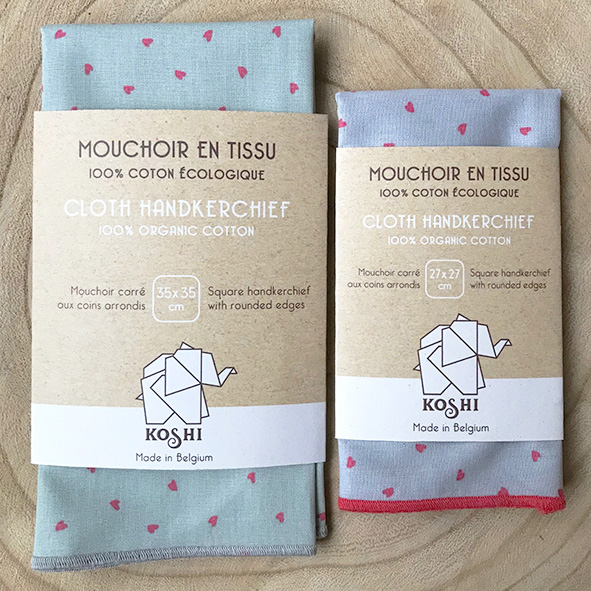 MOUCHOIR EN TISSU
100% COTON ÉCOLOGIQUE
CLOTH HANDKERCHIEF
100% ORGANIC COTTON
Mouchoir carré
aux coins arrondis
35x35
cm
Square handkerchief
with rounded edges
KOSHI
Made in Belgium
MOUCHOIR EN TISSU
100% COTON ÉCOLOGIQUE
CLOTH HANDKERCHIEF
100% ORGANIC COTTON
Mouchoir carré
aux coins arrondis
27x27
cm
Square handkerchief
with rounded edges
KOSHI
Made in Belgium